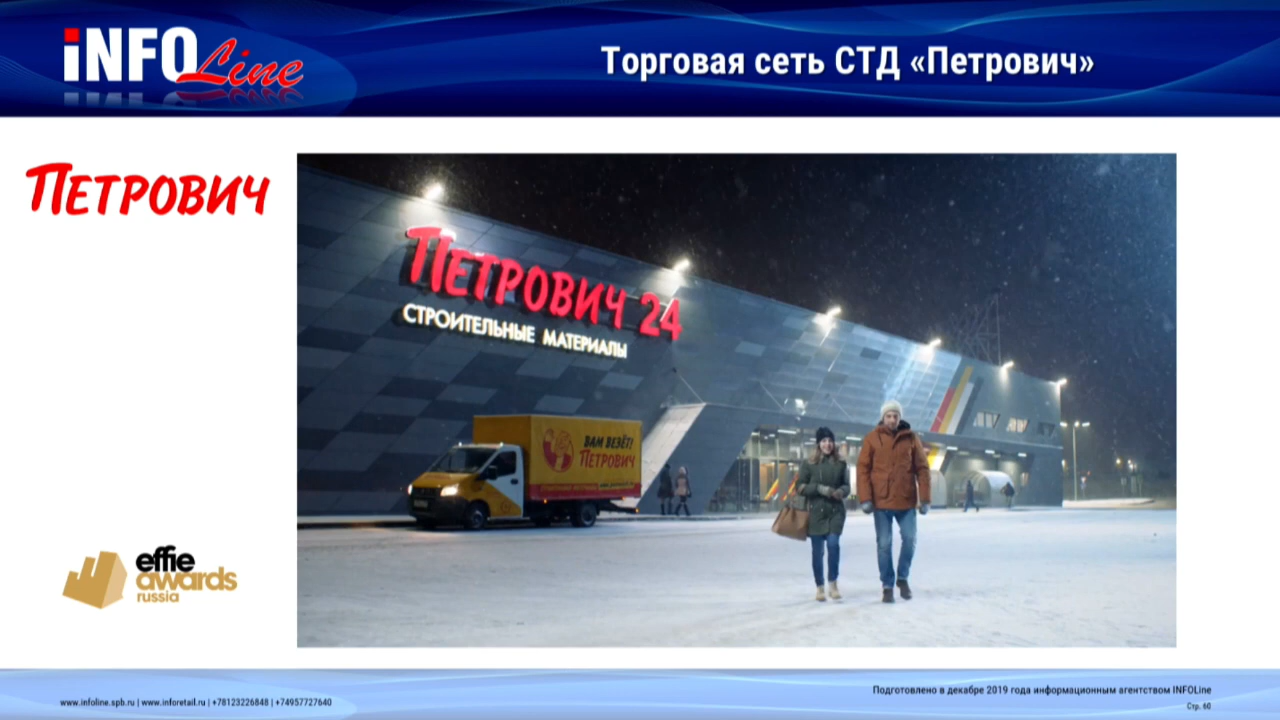 iNFOLine
Торговая сеть СТД «Петрович»
ПЕТРОВИЧ
ПЕТРОВИЧ 24
СТРОИТЕЛЬНЫЕ МАТЕРИАЛЫ
ВАМ ВЕЗЁТ!
ПЕТРОВИЧ
effie
awards
russia
Подготовлено в декабре 2019 года информационным агентством INFOLine
www.infoline.spb.ru | www.inforetail.ru | +78123226848 | +74957727640
Стр. 60